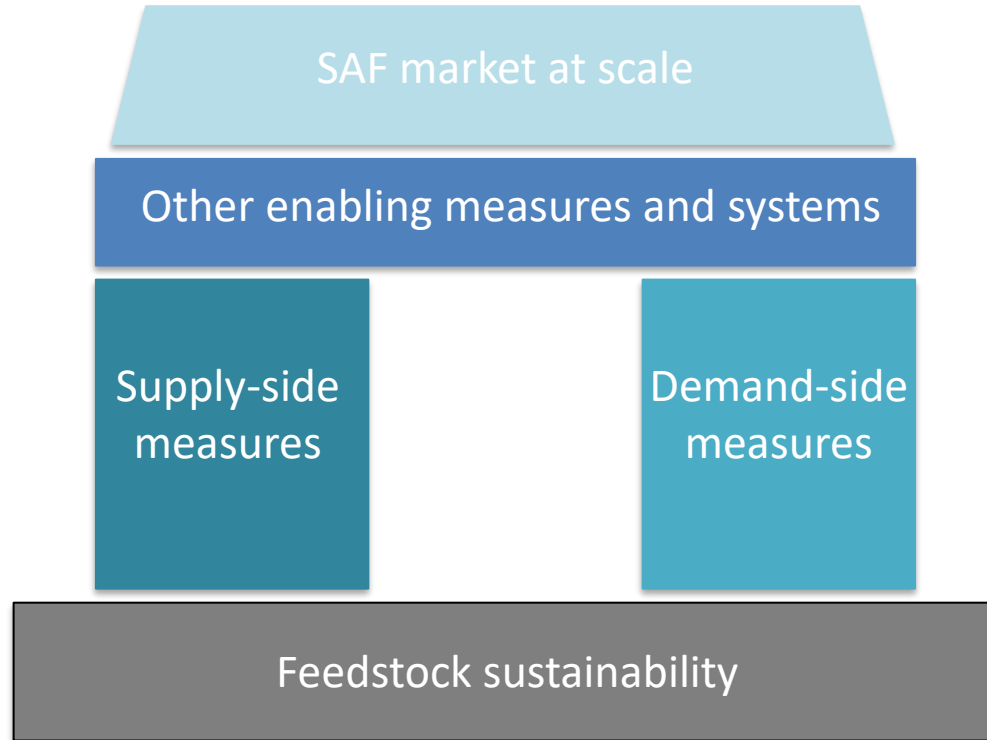 SAF market at scale
Other enabling measures and systems
Supply-side
measures
Demand-side
measures
Feedstock sustainability